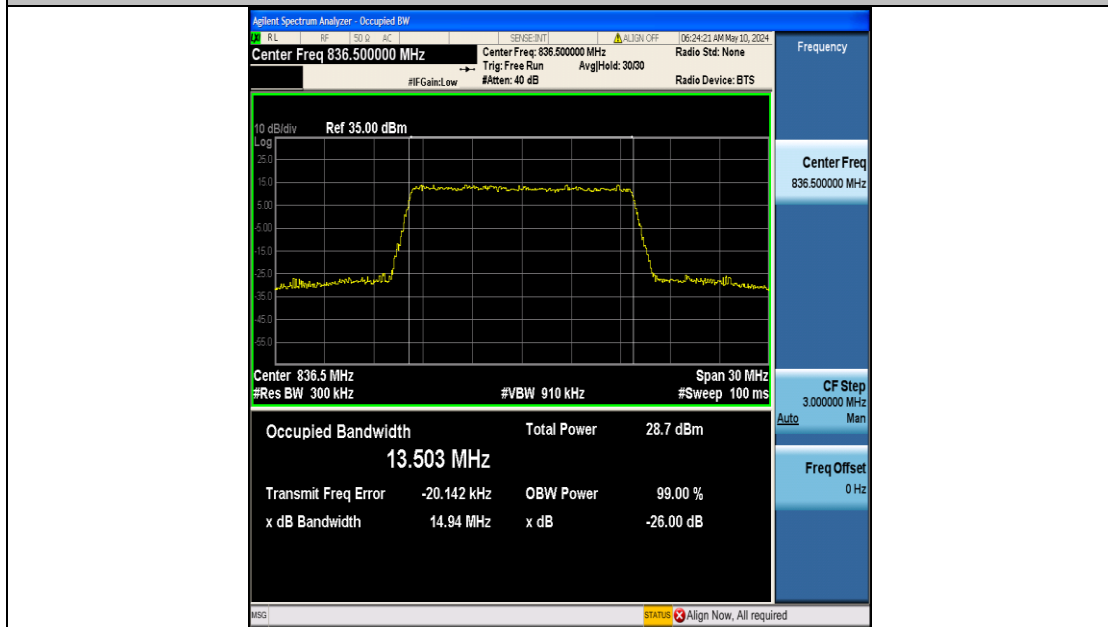 Agilent Spectrum Analyzer - Occupied BW
LXI RL RF 50 Ω AC SENSE:INT ALIGN OFF 06:24:21 AM May 10, 2024
Center Freq 836.500000 MHz
Center Freq: 836.500000 MHz Radio Std: None
Trig: Free Run Avg|Hold: 30/30
#IFGain:Low #Atten: 40 dB Radio Device: BTS
10 dB/div Ref 35.00 dBm
Log
25.0
15.0
5.00
-5.00
-15.0
-25.0
-35.0
-45.0
-55.0
Center 836.5 MHz Span 30 MHz
#Res BW 300 kHz #VBW 910 kHz #Sweep 100 ms
Occupied Bandwidth Total Power 28.7 dBm
13.503 MHz
Transmit Freq Error -20.142 kHz OBW Power 99.00 %
x dB Bandwidth 14.94 MHz x dB -26.00 dB
MSG STATUS Align Now, All required
Frequency
Center Freq
836.500000 MHz
CF Step
3.000000 MHz
Auto Man
Freq Offset
0 Hz